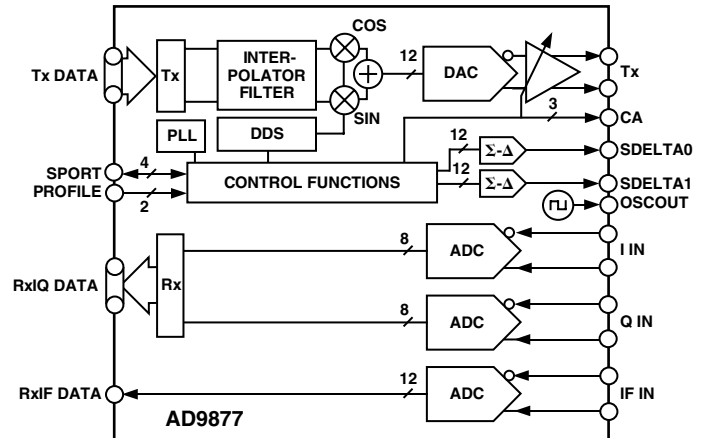 COS
Tx DATA
Tx
INTER-
POLATOR
FILTER
12
DAC
Tx
SIN
3
CA
PLL
DDS
12
Σ-Δ
SDELTA0
SPORT
4
CONTROL FUNCTIONS
12
Σ-Δ
SDELTA1
PROFILE
2
OSCOUT
8
ADC
I IN
RxIQ DATA
Rx
8
ADC
Q IN
RxIF DATA
12
ADC
IF IN
AD9877